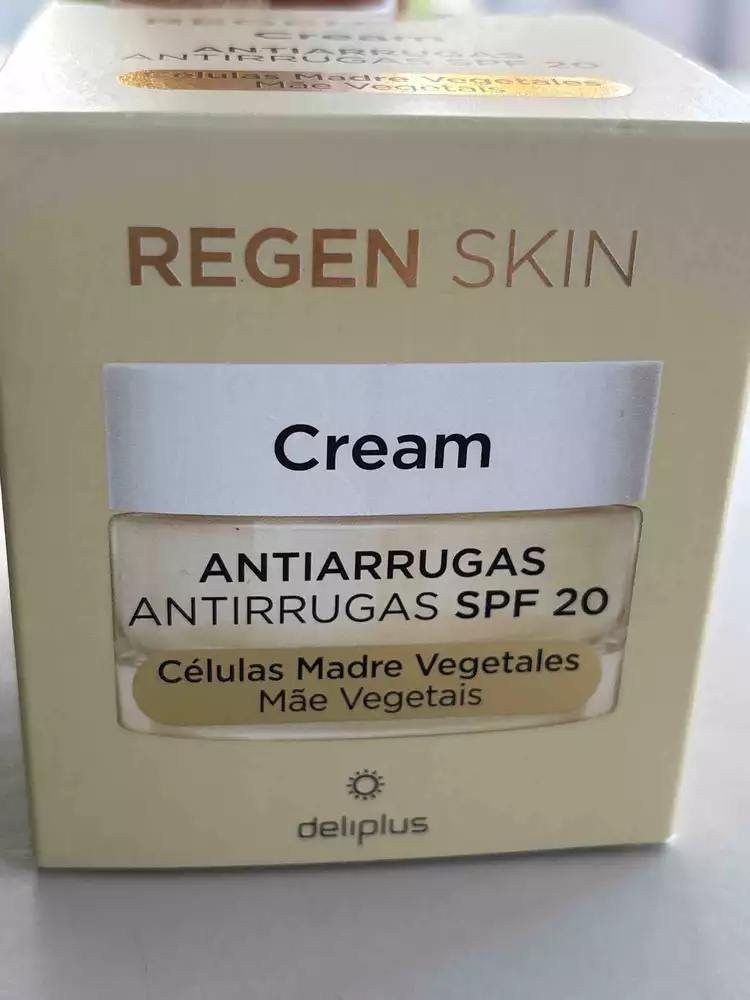 Cream
ANTIARRUGAS
ANTIRRUGAS SPF 20
Células Madre Vegetales
Mãe Vegetais
REGEN SKIN
Cream
ANTIARRUGAS
ANTIRRUGAS SPF 20
Células Madre Vegetales
Mãe Vegetais
deliplus